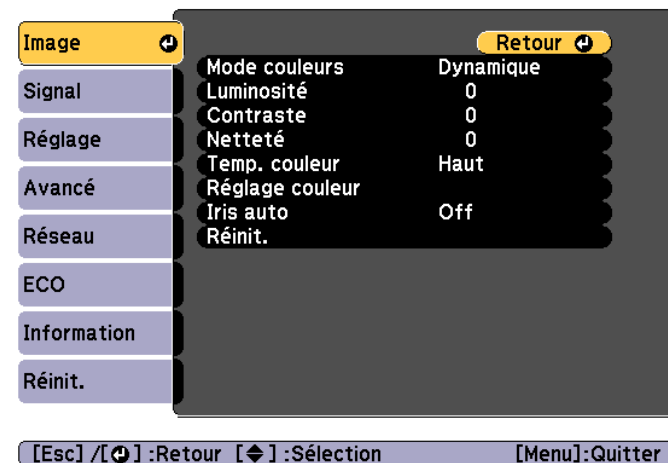 Image
Signal
Réglage
Avancé
Réseau
ECO
Information
Réinit.
Retour
Mode couleurs Dynamique
Luminosité 0
Contraste 0
Netteté 0
Temp. couleur Haut
Réglage couleur
Iris auto Off
Réinit.
[Esc] /[ ] :Retour [ ] :Sélection [Menu]:Quitter